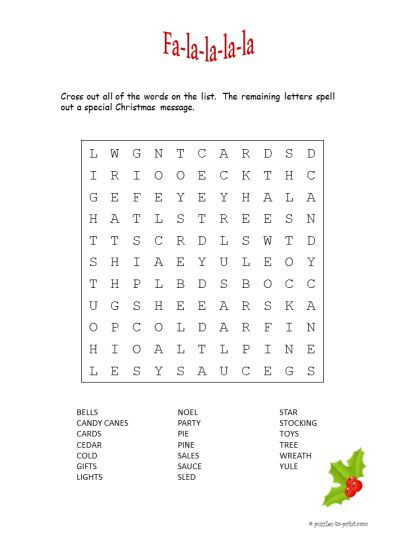 Fa-la-la-la-la
Cross out all of the words on the list. The remaining letters spell
out a special Christmas message.
L W G N T C A R D S D
I R I O O E C K T H C
G E F E Y E Y H A L A
H A T L S T R E E S N
T T S C R D L S W T D
S H I A E Y U L E O Y
T H P L B D S B O C C
U G S H E E A R S K A
O P C O L D A R F I N
H I O A L T L P I N E
L E S Y S A U C E G S
BELLS NOEL STAR
CANDY CANES PARTY STOCKING
CARDS PIE TOYS
CEDAR PINE TREE
COLD SALES WREATH
GIFTS SAUCE YULE
LIGHTS SLED
© puzzles-to-print.com